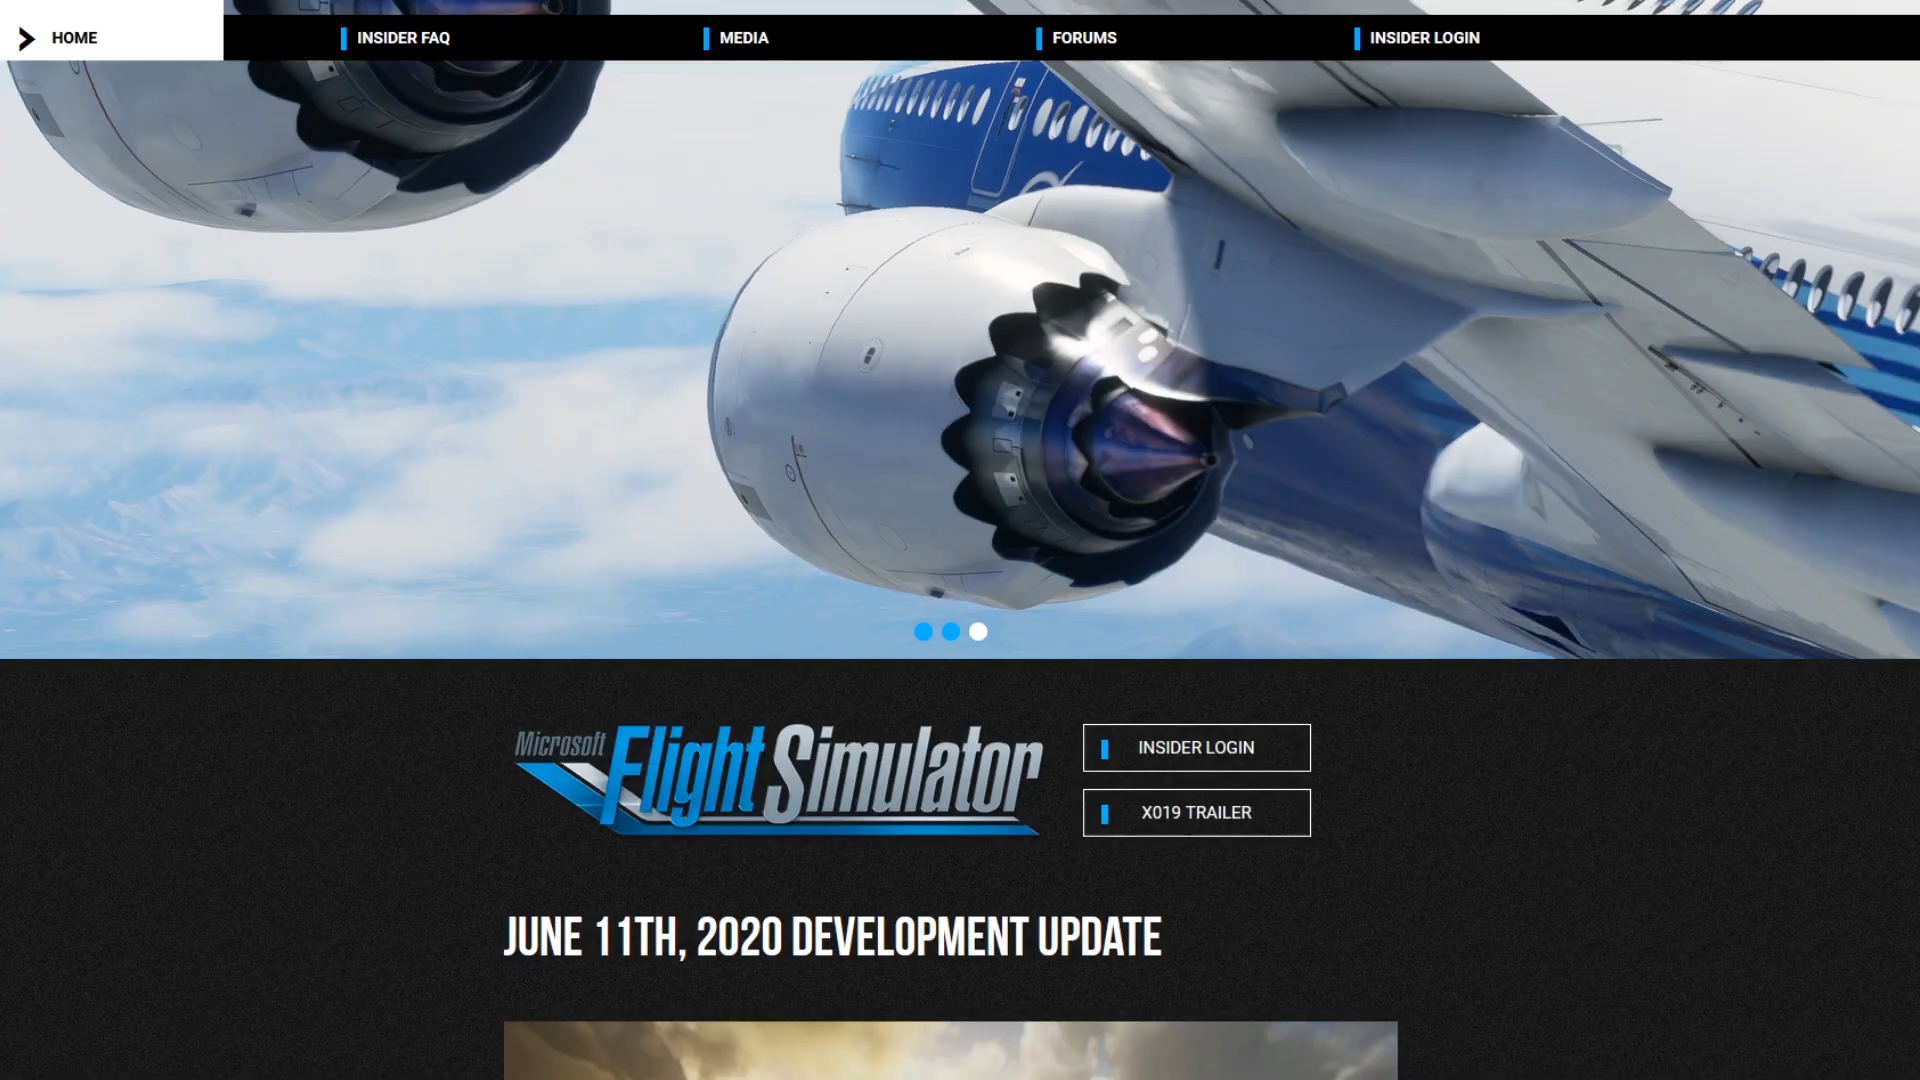 HOME
INSIDER FAQ
MEDIA
FORUMS
INSIDER LOGIN
Microsoft Flight Simulator
INSIDER LOGIN
X019 TRAILER
JUNE 11TH, 2020 DEVELOPMENT UPDATE